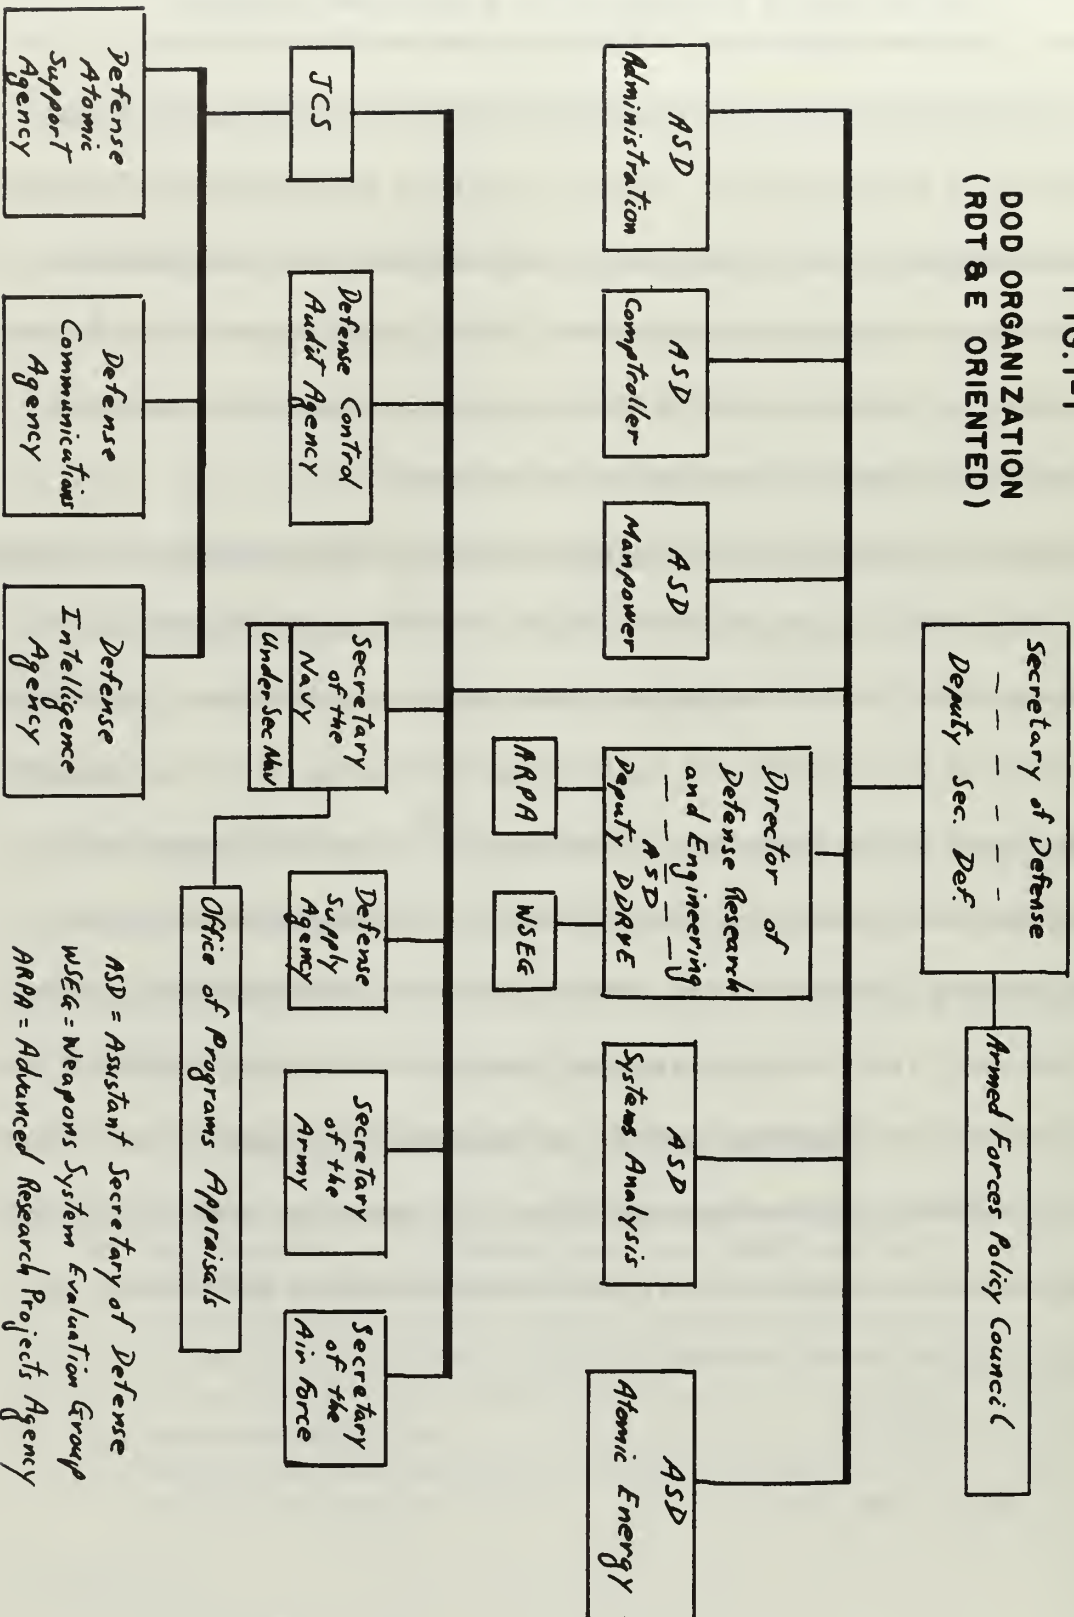 FIG.1-1
DOD ORGANIZATION
(RDT & E ORIENTED)
Secretary of Defense
Deputy Sec. Def.
Armed Forces Policy Council
ASD
Administration
ASD
Comptroller
ASD
Manpower
Director of
Defense Research
and Engineering
ASD
Deputy DDR&E
ARPA
WSEG
ASD
Systems Analysis
ASD
Atomic Energy
JCS
Defense Control
Audit Agency
Secretary
of the
Navy
UnderSecNav
Defense
Supply
Agency
Secretary
of the
Army
Secretary
of the
Air Force
Office of Programs Appraisals
Defense
Atomic
Support
Agency
Defense
Communications
Agency
Defense
Intelligence
Agency
ASD = Assistant Secretary of Defense
WSEG = Weapons System Evaluation Group
ARPA = Advanced Research Projects Agency